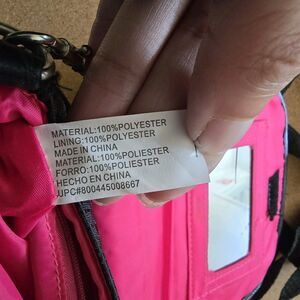 MATERIAL:100%POLYESTER
LINING:100%POLYESTER
MADE IN CHINA
MATERIAL:100%POLIESTER
FORRO:100%POLIESTER
HECHO EN CHINA
UPC#800445008667